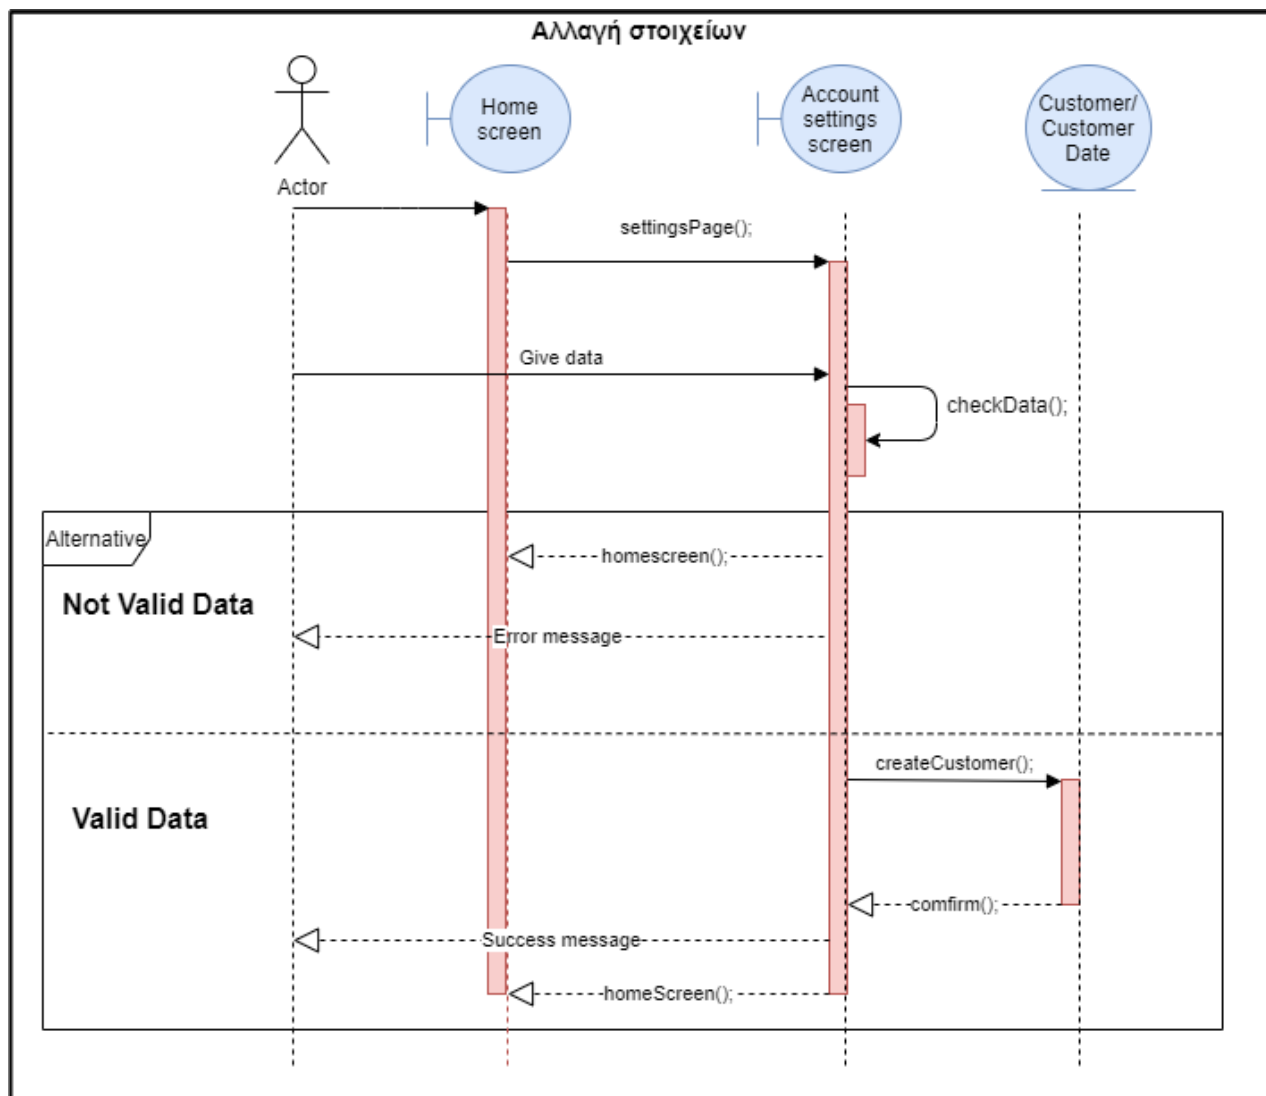 Αλλαγή στοιχείων
Home
screen
Account
settings
screen
Customer/
Customer
Date
Actor
settingsPage();
Give data
checkData();
Alternative
homescreen();
Not Valid Data
Error message
createCustomer();
Valid Data
comfirm();
Success message
homeScreen();